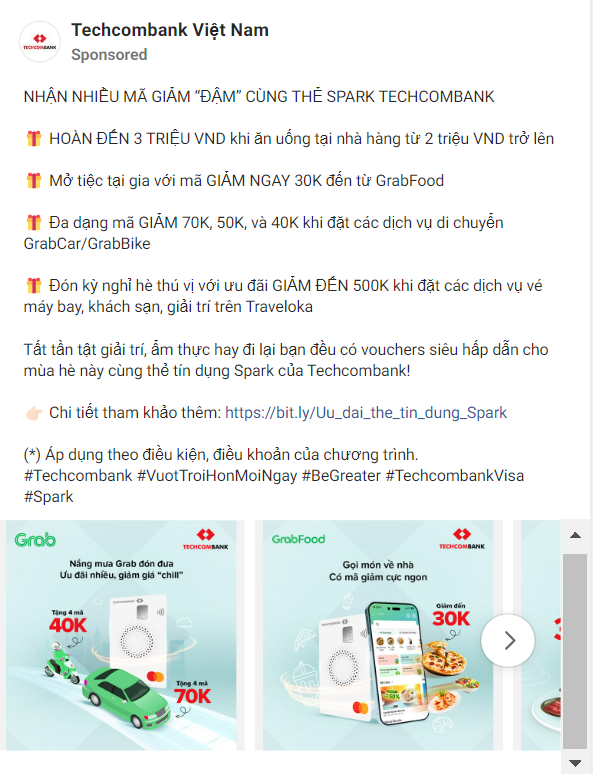 Techcombank Việt Nam
TECHCOMBANK
Sponsored
NHẬN NHIỀU MÃ GIẢM “ĐẬM” CÙNG THẺ SPARK TECHCOMBANK
🎁 HOÀN ĐẾN 3 TRIỆU VND khi ăn uống tại nhà hàng từ 2 triệu VND trở lên
🎁 Mở tiệc tại gia với mã GIẢM NGAY 30K đến từ GrabFood
🎁 Đa dạng mã GIẢM 70K, 50K, và 40K khi đặt các dịch vụ di chuyển
GrabCar/GrabBike
🎁 Đón kỳ nghỉ hè thú vị với ưu đãi GIẢM ĐẾN 500K khi đặt các dịch vụ vé
máy bay, khách sạn, giải trí trên Traveloka
Tất tần tật giải trí, ẩm thực hay đi lại bạn đều có vouchers siêu hấp dẫn cho
mùa hè này cùng thẻ tín dụng Spark của Techcombank!
👉🏻 Chi tiết tham khảo thêm: https://bit.ly/Uu_dai_the_tin_dung_Spark
(*) Áp dụng theo điều kiện, điều khoản của chương trình.
#Techcombank #VuotTroiHonMoiNgay #BeGreater #TechcombankVisa
#Spark
Grab
TECHCOMBANK
Nắng mưa Grab đón đưa
Ưu đãi nhiều, giảm giá “chill”
TECHCOMBANK
Tặng 4 mã
40K
Tặng 4 mã
70K
GrabFood
TECHCOMBANK
Gọi món về nhà
Có mã giảm cực ngon
Giảm đến
30K